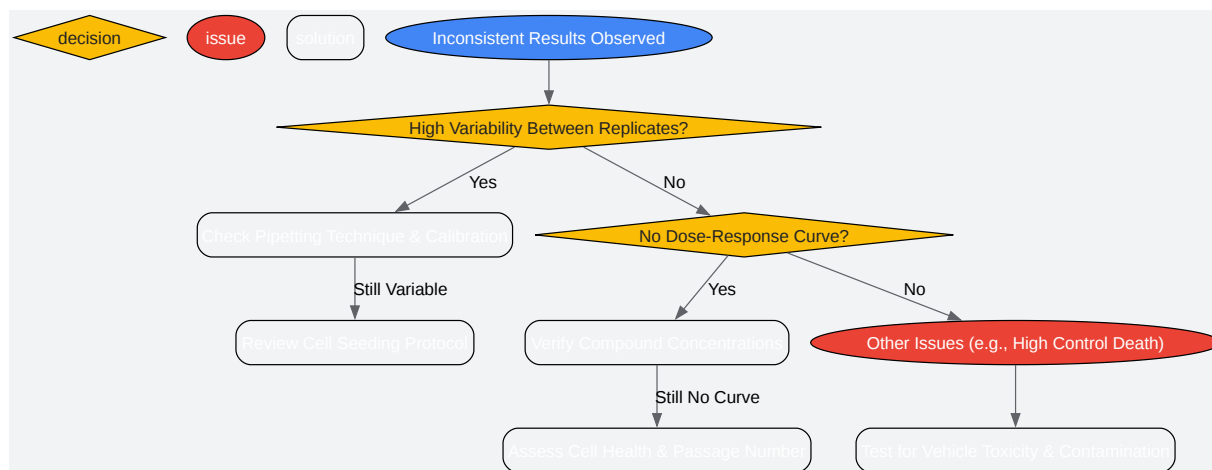 decision
issue
solution
Inconsistent Results Observed
High Variability Between Replicates?
Yes
No
Check Pipetting Technique & Calibration
No Dose-Response Curve?
Still Variable
Yes
No
Review Cell Seeding Protocol
Verify Compound Concentrations
Other Issues (e.g., High Control Death)
Still No Curve
Assess Cell Health & Passage Number
Test for Vehicle Toxicity & Contamination